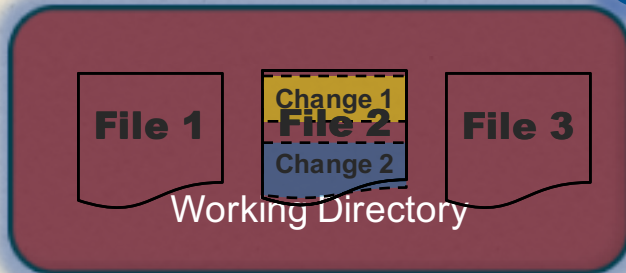 File 1
Change 1
File 2
Change 2
File 3
Working Directory